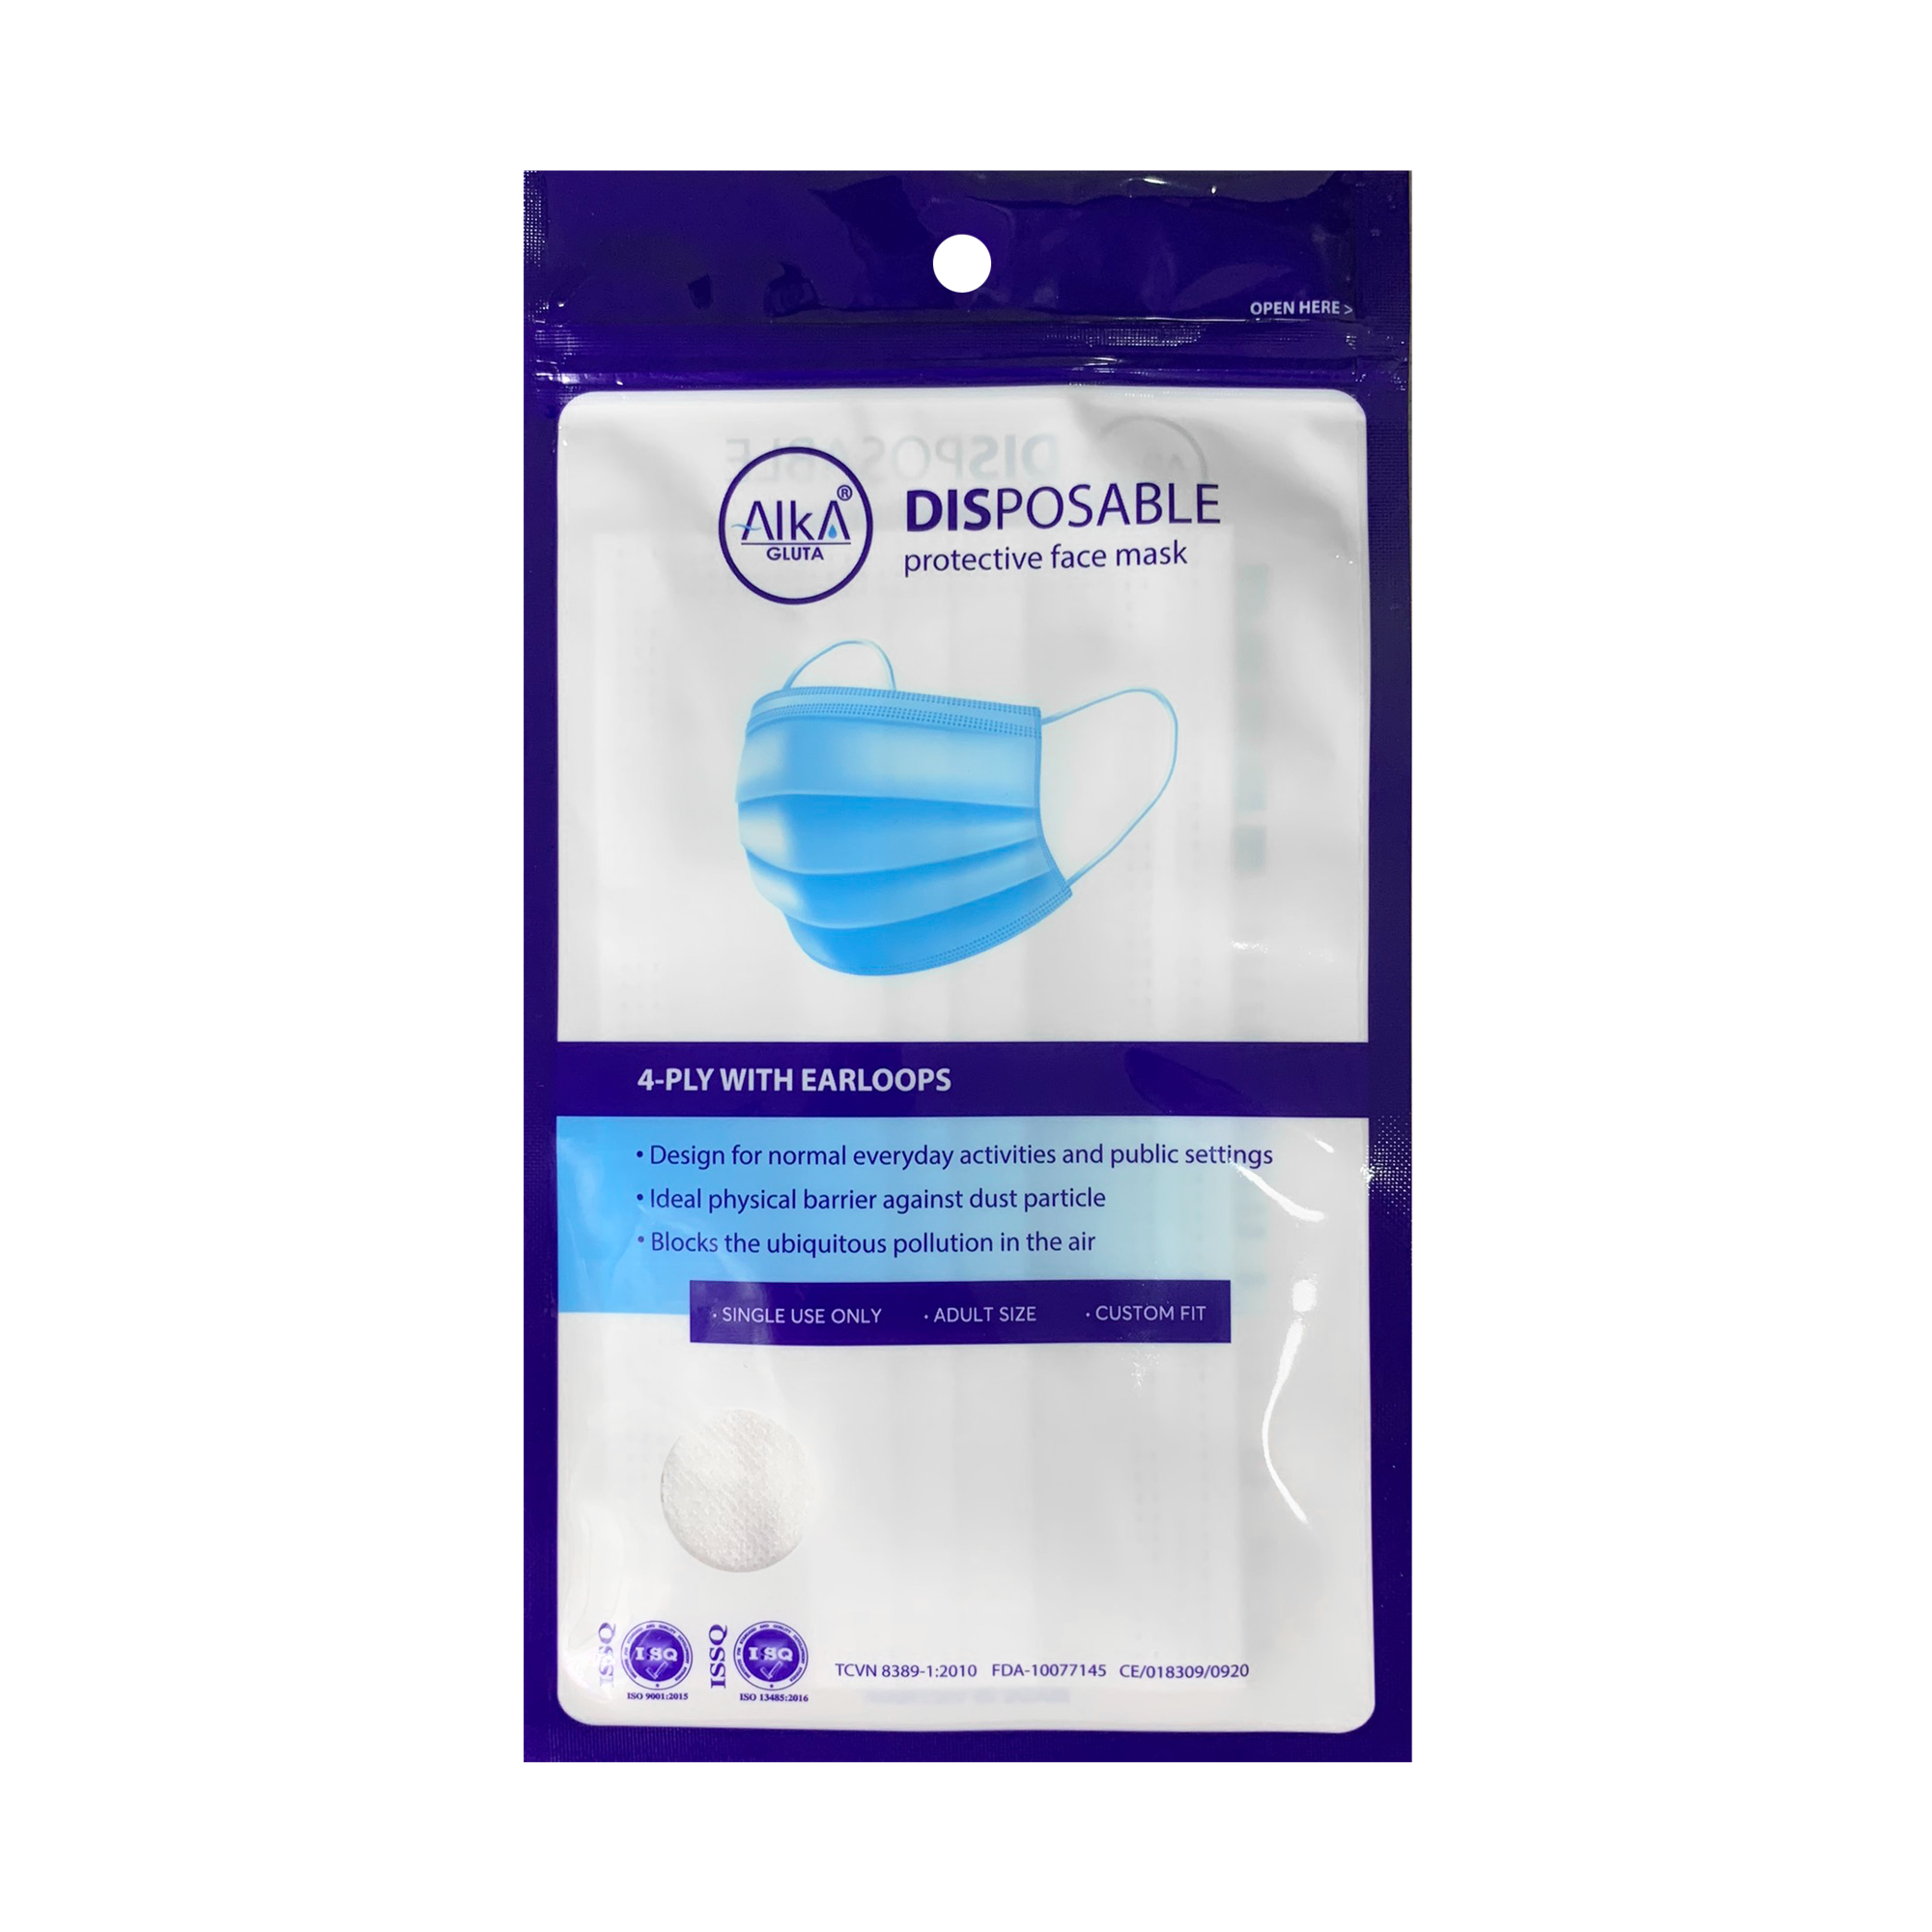 OPEN HERE >
AlkA®
GLUTA
DISPOSABLE
protective face mask
4-PLY WITH EARLOOPS
• Design for normal everyday activities and public settings
• Ideal physical barrier against dust particle
• Blocks the ubiquitous pollution in the air
· SINGLE USE ONLY · ADULT SIZE · CUSTOM FIT
ISSQ
ISSQ
ISO 9001:2015
ISSQ
ISSQ
ISO 13485:2016
TCVN 8389-1:2010 FDA-10077145 CE/018309/0920